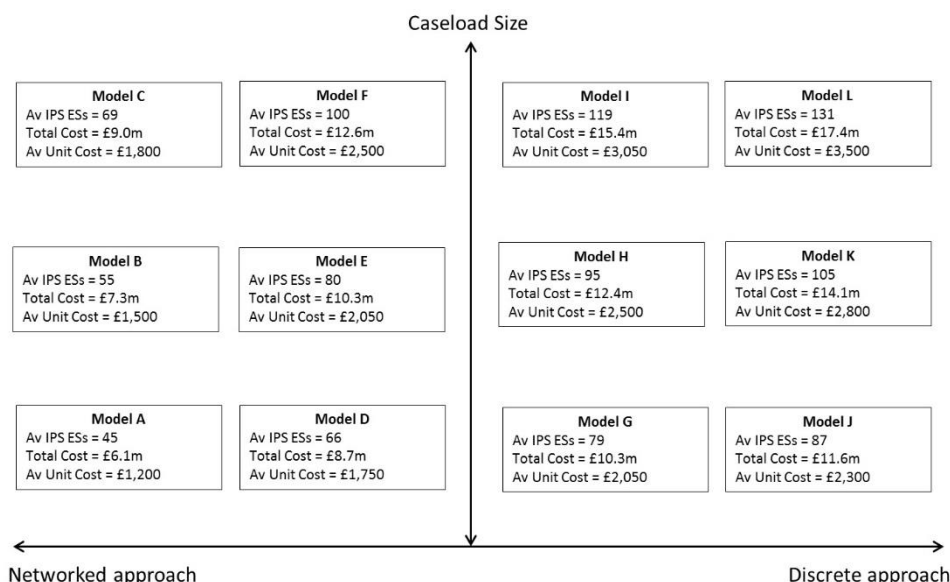 Caseload Size
Model C
Av IPS ESs = 69
Total Cost = £9.0m
Av Unit Cost = £1,800
Model F
Av IPS ESs = 100
Total Cost = £12.6m
Av Unit Cost = £2,500
Model I
Av IPS ESs = 119
Total Cost = £15.4m
Av Unit Cost = £3,050
Model L
Av IPS ESs = 131
Total Cost = £17.4m
Av Unit Cost = £3,500
Model B
Av IPS ESs = 55
Total Cost = £7.3m
Av Unit Cost = £1,500
Model E
Av IPS ESs = 80
Total Cost = £10.3m
Av Unit Cost = £2,050
Model H
Av IPS ESs = 95
Total Cost = £12.4m
Av Unit Cost = £2,500
Model K
Av IPS ESs = 105
Total Cost = £14.1m
Av Unit Cost = £2,800
Model A
Av IPS ESs = 45
Total Cost = £6.1m
Av Unit Cost = £1,200
Model D
Av IPS ESs = 66
Total Cost = £8.7m
Av Unit Cost = £1,750
Model G
Av IPS ESs = 79
Total Cost = £10.3m
Av Unit Cost = £2,050
Model J
Av IPS ESs = 87
Total Cost = £11.6m
Av Unit Cost = £2,300
Networked approach
Discrete approach